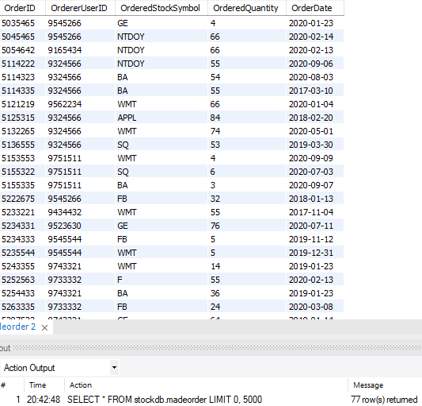 OrderID OrdererUserID OrderedStockSymbol OrderedQuantity OrderDate
5035465 9545266 GE 4 2020-01-23
5045465 9545266 NTDOY 66 2020-02-14
5054642 9165434 NTDOY 66 2020-02-13
5114222 9324566 NTDOY 55 2020-09-06
5114323 9324566 BA 54 2020-08-03
5114335 9324566 BA 55 2017-03-10
5121219 9562234 WMT 66 2020-01-04
5125315 9324566 APPL 84 2018-02-20
5132265 9324566 WMT 74 2020-05-01
5136555 9324566 SQ 53 2019-03-30
5153553 9751511 WMT 4 2020-09-09
5155322 9751511 SQ 6 2020-07-03
5155335 9751511 BA 3 2020-09-07
5222675 9545266 FB 32 2018-01-13
5233221 9434432 WMT 55 2017-11-04
5234331 9523630 GE 76 2020-07-11
5234333 9545544 FB 5 2019-11-12
5235544 9545544 WMT 5 2019-12-31
5243355 9743321 WMT 14 2019-01-23
5252563 9733332 F 55 2020-02-13
5254433 9743321 BA 36 2019-01-23
5263335 9733332 FB 24 2020-03-08
deorder 2
out
Action Output
# Time Action Message
1 20:42:48 SELECT * FROM stockdb.madeorder LIMIT 0, 5000 77 row(s) returned